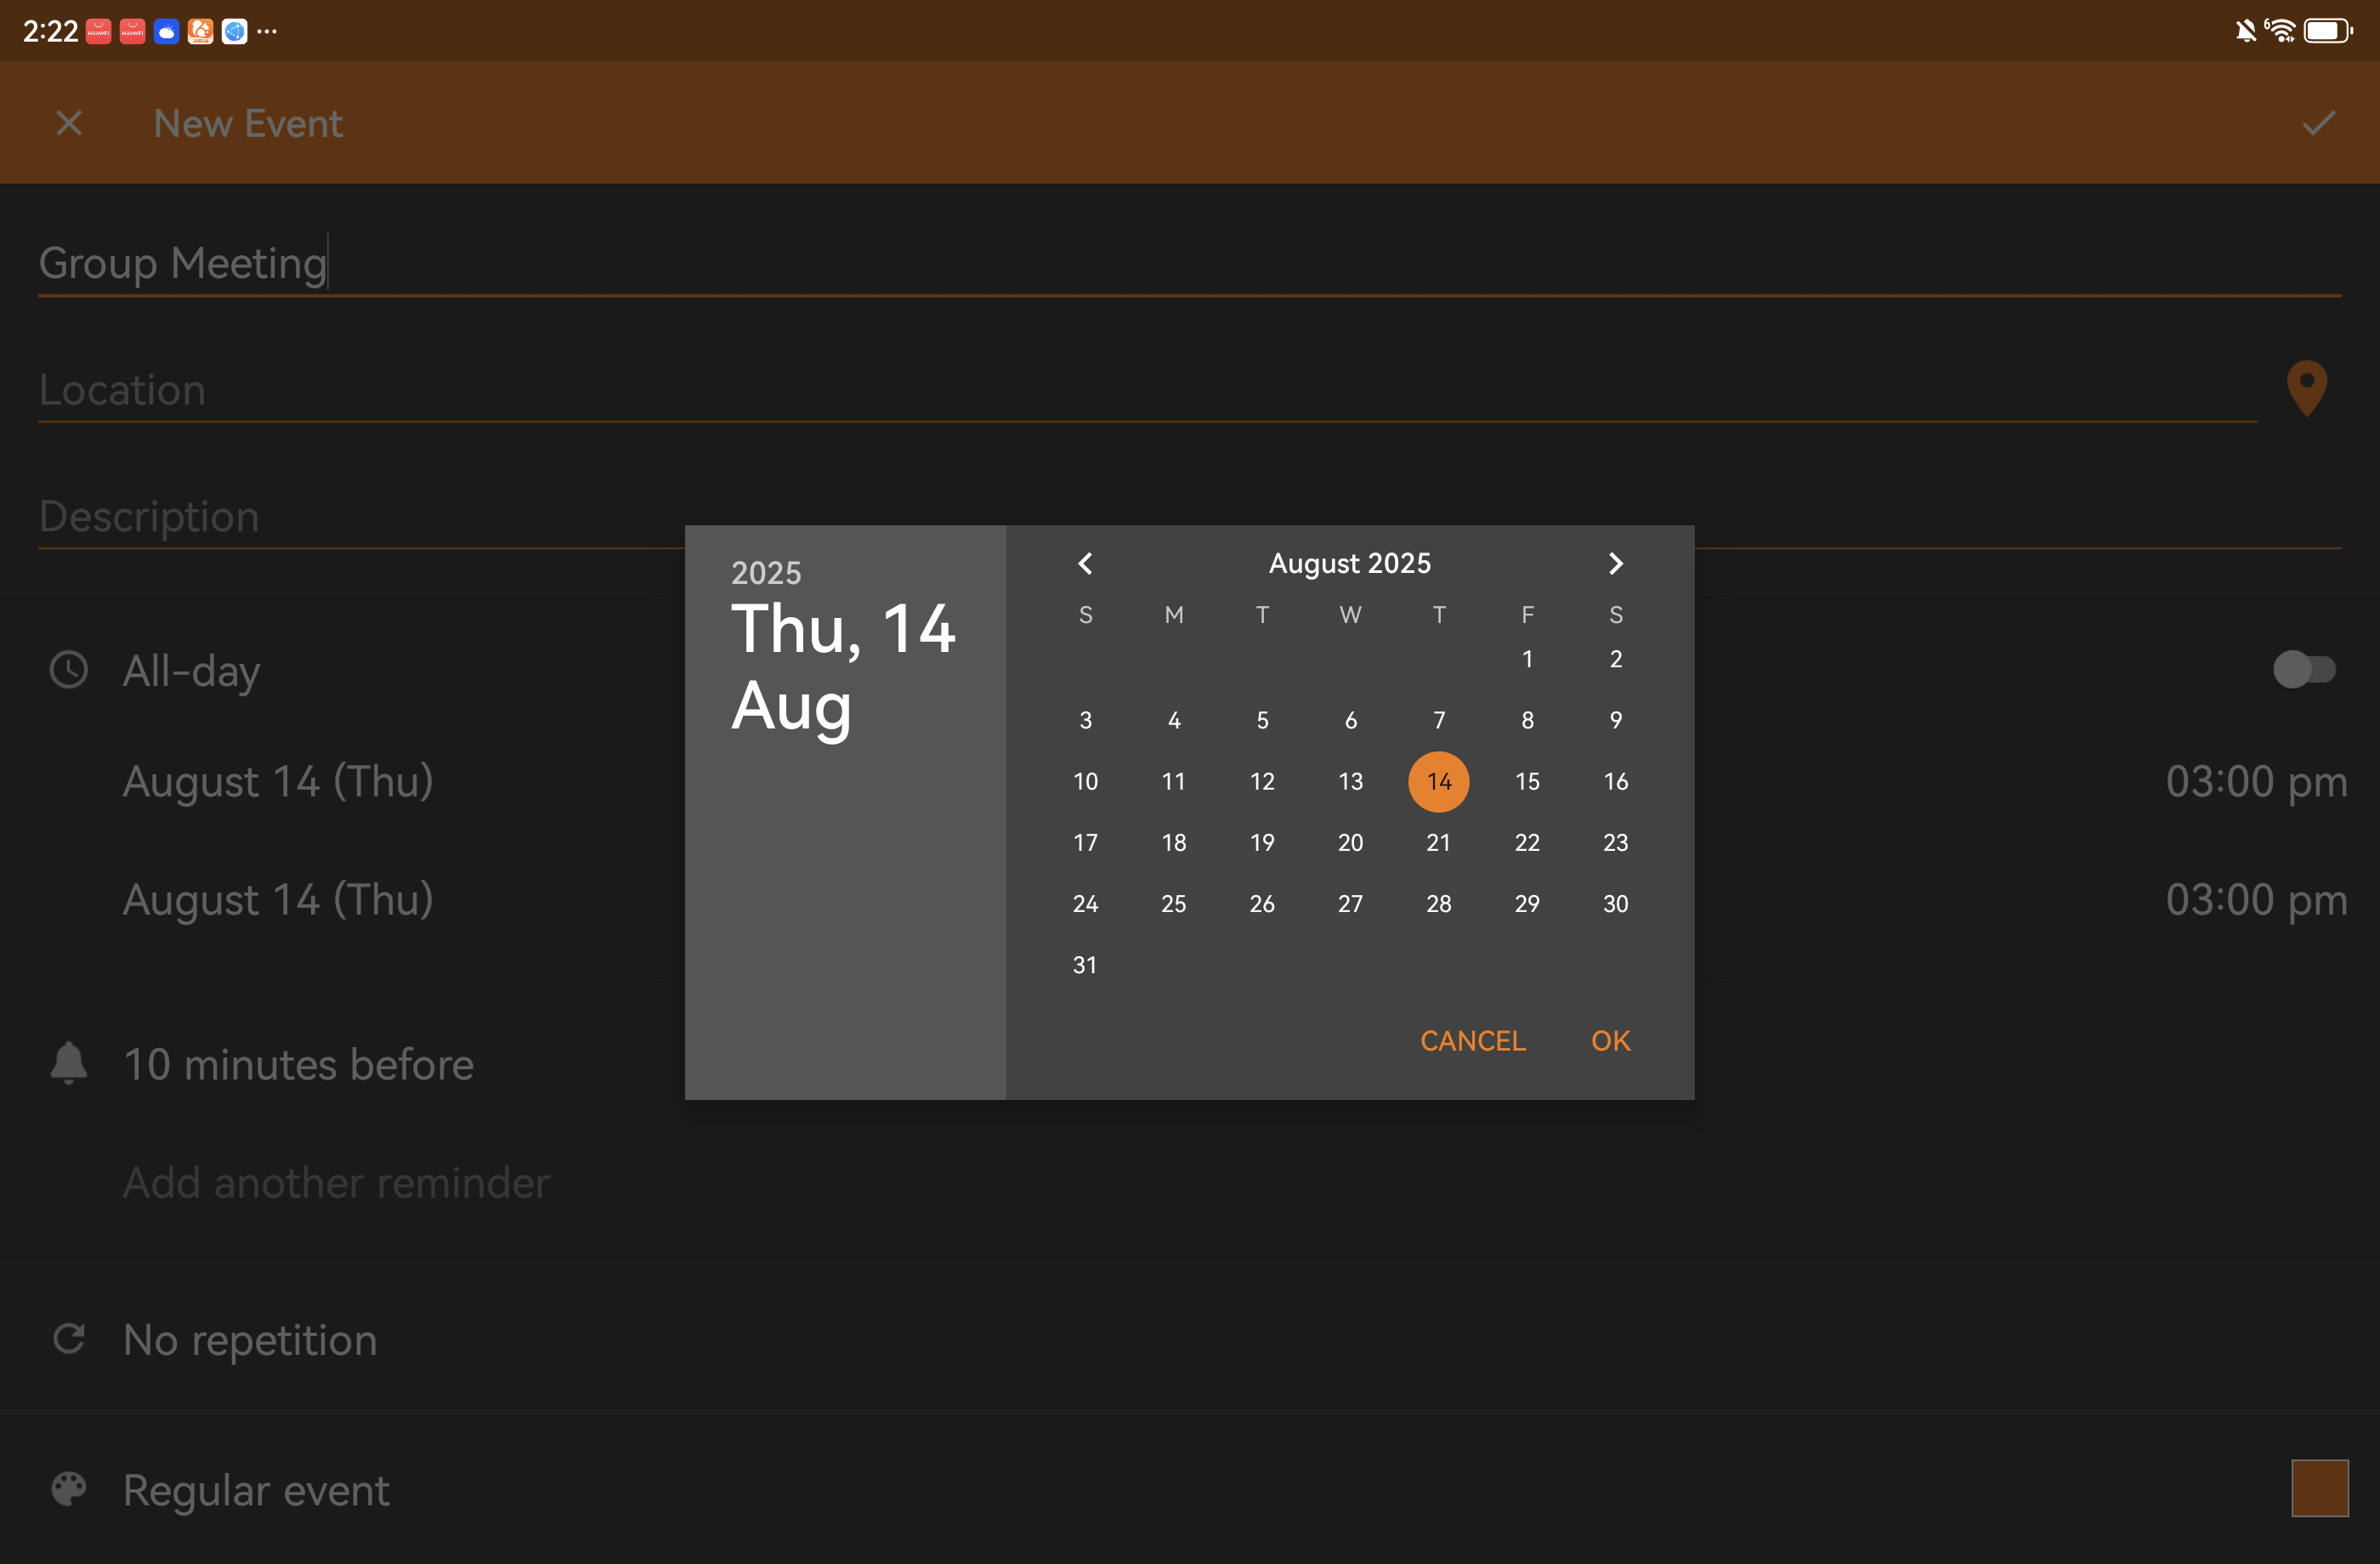 2:22
New Event
Group Meeting
Location
Description
All-day
August 14 (Thu) 03:00 pm
August 14 (Thu) 03:00 pm
10 minutes before
Add another reminder
No repetition
Regular event
2025
Thu, 14
Aug
August 2025
S M T W T F S
1 2
3 4 5 6 7 8 9
10 11 12 13 14 15 16
17 18 19 20 21 22 23
24 25 26 27 28 29 30
31
CANCEL OK